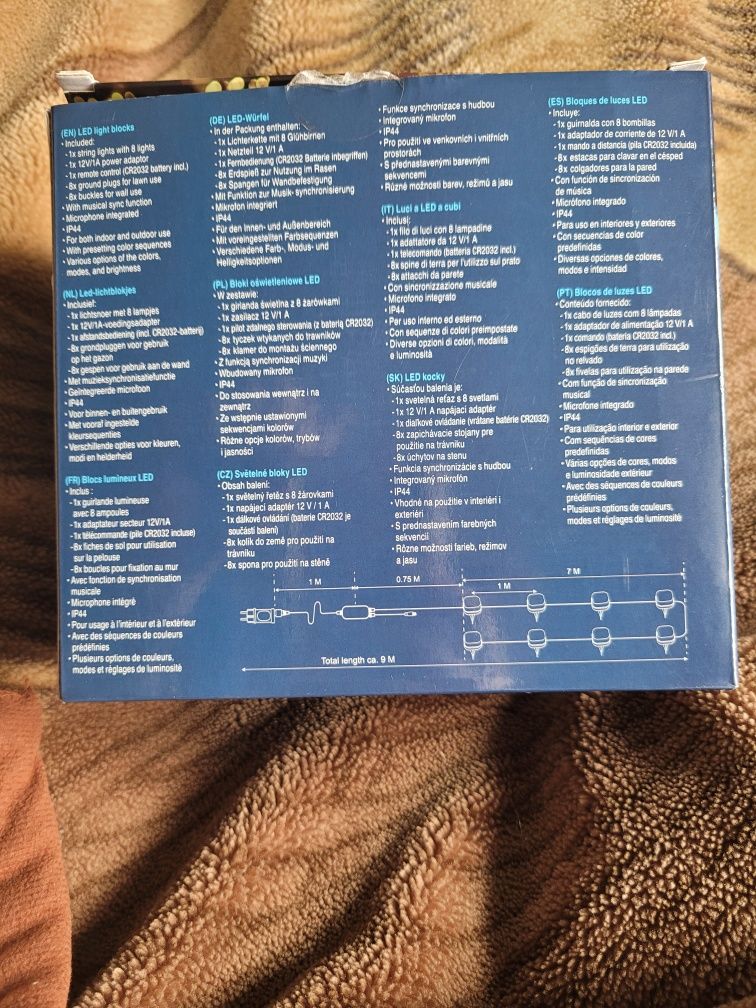 (EN) LED light blocks
• Included:
-1x string lights with 8 lights
-1x 12V/1A power adaptor
-1x remote control (CR2032 battery incl.)
-8x ground plugs for lawn use
-8x buckles for wall use
• With musical sync function
• Microphone integrated
• IP44
• For both indoor and outdoor use
• With presetting color sequences
• Various options of the colors,
modes, and brightness
(NL) Led-lichtblokjes
• Inclusief:
-1x lichtsnoer met 8 lampjes
-1x 12V/1A-voedingsadapter
-1x afstandsbediening (incl. CR2032-batterij)
-8x grondpluggen voor gebruik
op het gazon
-8x gespen voor gebruik aan de wand
• Met muzieksynchronisatiefunctie
• Geïntegreerde microfoon
• IP44
• Voor binnen- en buitengebruik
• Met vooraf ingestelde
kleursequenties
• Verschillende opties voor kleuren,
modi en helderheid
(FR) Blocs lumineux LED
• Inclus :
-1x guirlande lumineuse
avec 8 ampoules
-1x adaptateur secteur 12V/1A
-1x télécommande (pile CR2032 incluse)
-8x fiches de sol pour utilisation
sur la pelouse
-8x boucles pour fixation au mur
• Avec fonction de synchronisation
musicale
• Microphone intégré
• IP44
• Pour usage à l'intérieur et à l'extérieur
• Avec des séquences de couleurs
prédéfinies
• Plusieurs options de couleurs,
modes et réglages de luminosité
(DE) LED-Würfel
• In der Packung enthalten:
-1x Lichterkette mit 8 Glühbirnen
-1x Netzteil 12 V/1 A
-1x Fernbedienung (CR2032 Batterie inbegriffen)
-8x Erdspieß zur Nutzung im Rasen
-8x Spangen für Wandbefestigung
• Mit Funktion zur Musik- synchronisierung
• Mikrofon integriert
• IP44
• Für den Innen- und Außenbereich
• Mit voreingestellten Farbsequenzen
• Verschiedene Farb-, Modus- und
Helligkeitsoptionen
(PL) Bloki oświetleniowe LED
• W zestawie:
-1x girlanda świetlna z 8 żarówkami
-1x zasilacz 12 V/1 A
-1x pilot zdalnego sterowania (z baterią CR2032)
-8x tyczek wtykanych do trawników
-8x klamer do montażu ściennego
• Z funkcją synchronizacji muzyki
• Wbudowany mikrofon
• IP44
• Do stosowania wewnątrz i na
zewnątrz
• Ze wstępnie ustawionymi
sekwencjami kolorów
• Różne opcje kolorów, trybów
i jasności
(CZ) Světelné bloky LED
• Obsah balení:
-1x světelný řetěz s 8 žárovkami
-1x napájecí adaptér 12 V / 1 A
-1x dálkové ovládání (baterie CR2032 je
součástí balení)
-8x kolík do země pro použití na
trávníku
-8x spona pro použití na stěně
• Funkce synchronizace s hudbou
• Integrovaný mikrofon
• IP44
• Pro použití ve venkovních i vnitřních
prostorách
• S přednastavenými barevnými
sekvencemi
• Různé možnosti barev, režimů a jasu
(IT) Luci a LED a cubi
• Inclusi:
-1x filo di luci con 8 lampadine
-1x adattatore da 12 V/1 A
-1x telecomando (batteria CR2032 incl.)
-8x spine di terra per l'utilizzo sul prato
-8x attacchi da parete
• Con sincronizzazione musicale
• Microfono integrato
• IP44
• Per uso interno ed esterno
• Con sequenze di colori preimpostate
• Diverse opzioni di colori, modalità
e luminosità
(SK) LED kocky
• Súčasťou balenia je:
-1x svetelná reťaz s 8 svetlami
-1x 12 V/1 A napájací adaptér
-1x diaľkové ovládanie (vrátane batérie CR2032)
-8x zapichávacie stojany pre
použitie na trávniku
-8x úchytov na stenu
• Funkcia synchronizácie s hudbou
• Integrovaný mikrofón
• IP44
• Vhodné na použitie v interiéri i
exteriéri
• S prednastavením farebných
sekvencií
• Rôzne možnosti farieb, režimov
a jasu
(ES) Bloques de luces LED
• Incluye:
-1x guirnalda con 8 bombillas
-1x adaptador de corriente de 12 V/1 A
-1x mando a distancia (pila CR2032 incluida)
-8x estacas para clavar en el césped
-8x colgadores para la pared
• Con función de sincronización
de música
• Micrófono integrado
• IP44
• Para uso en interiores y exteriores
• Con secuencias de color
predefinidas
• Diversas opciones de colores,
modos e intensidad
(PT) Blocos de luzes LED
• Conteúdo fornecido:
-1x cabo de luzes com 8 lâmpadas
-1x adaptador de alimentação 12 V/1 A
-1x comando (bateria CR2032 incl.)
-8x espigões de terra para utilização
no relvado
-8x fivelas para utilização na parede
• Com função de sincronização
musical
• Microfone integrado
• IP44
• Para utilização interior e exterior
• Com sequências de cores
predefinidas
• Várias opções de cores, modos
e luminosidade extérieur
• Avec des séquences de couleurs
prédéfinies
• Plusieurs options de couleurs,
modes et réglages de luminosité
1 M
0.75 M
7 M
1 M
Total length ca. 9 M